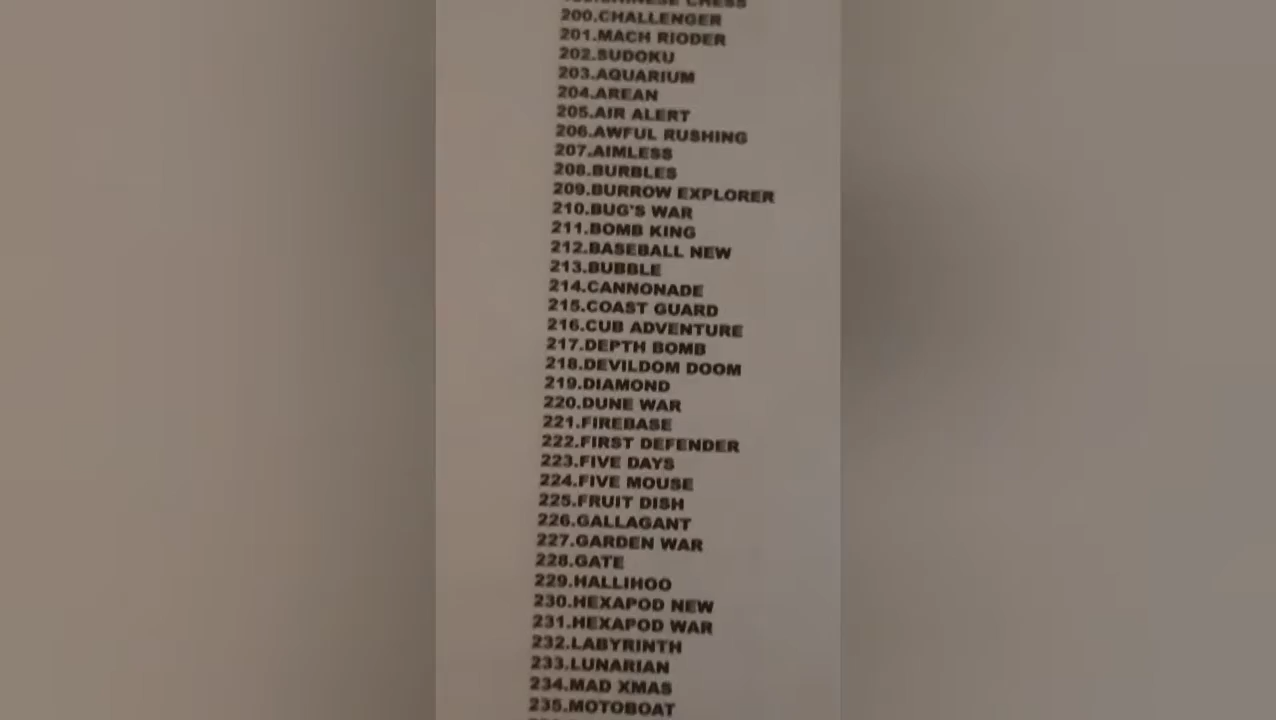 CHINESE CHESS
200.CHALLENGER
201.MACH RIODER
202.SUDOKU
203.AQUARIUM
204.AREAN
205.AIR ALERT
206.AWFUL RUSHING
207.AIMLESS
208.BURBLES
209.BURROW EXPLORER
210.BUG'S WAR
211.BOMB KING
212.BASEBALL NEW
213.BUBBLE
214.CANNONADE
215.COAST GUARD
216.CUB ADVENTURE
217.DEPTH BOMB
218.DEVILDOM DOOM
219.DIAMOND
220.DUNE WAR
221.FIREBASE
222.FIRST DEFENDER
223.FIVE DAYS
224.FIVE MOUSE
225.FRUIT DISH
226.GALLAGANT
227.GARDEN WAR
228.GATE
229.HALLIHOO
230.HEXAPOD NEW
231.HEXAPOD WAR
232.LABYRINTH
233.LUNARIAN
234.MAD XMAS
235.MOTOBOAT